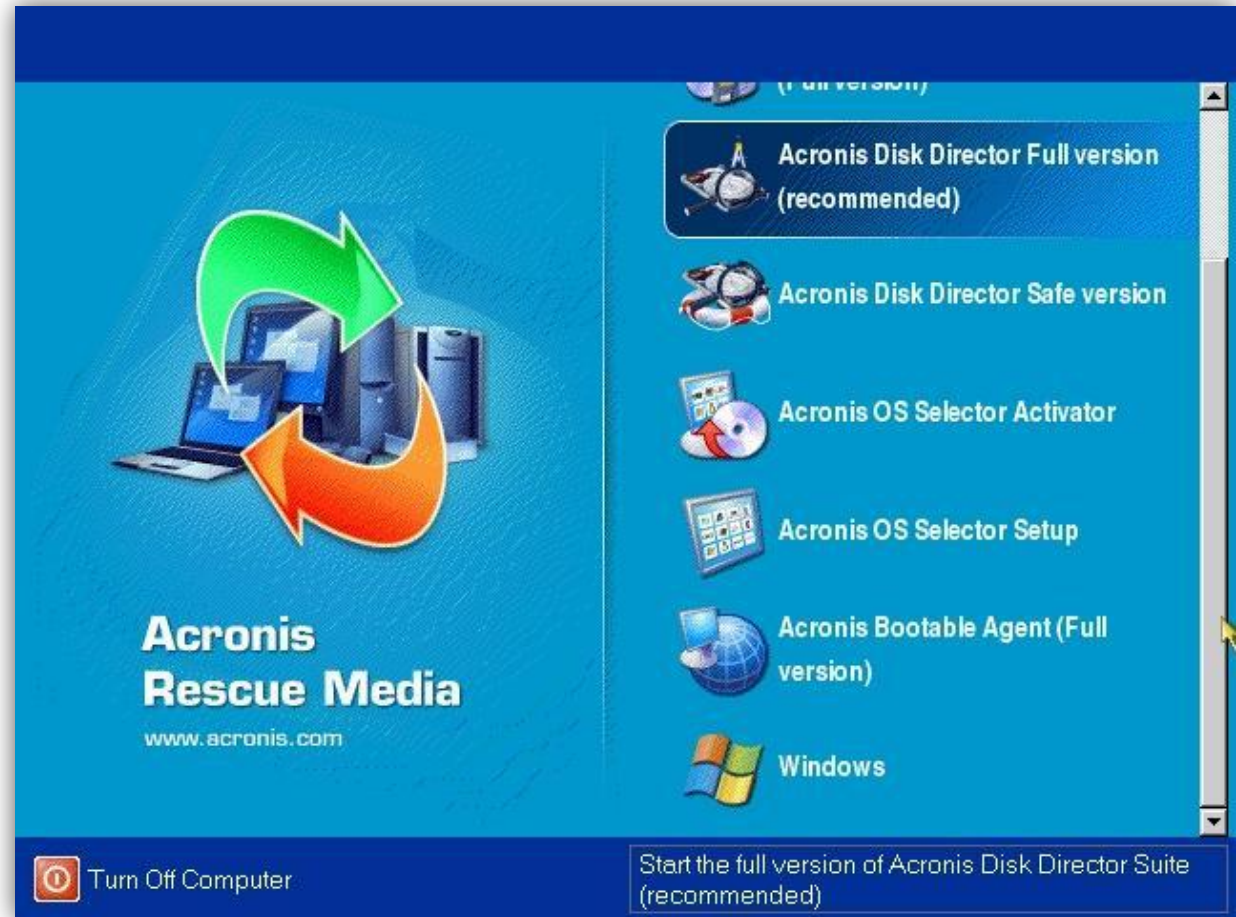 (Full version)
Acronis Disk Director Full version
(recommended)
Acronis Disk Director Safe version
Acronis OS Selector Activator
Acronis OS Selector Setup
Acronis Bootable Agent (Full
version)
Windows
Acronis
Rescue Media
www.acronis.com
Turn Off Computer
Start the full version of Acronis Disk Director Suite
(recommended)